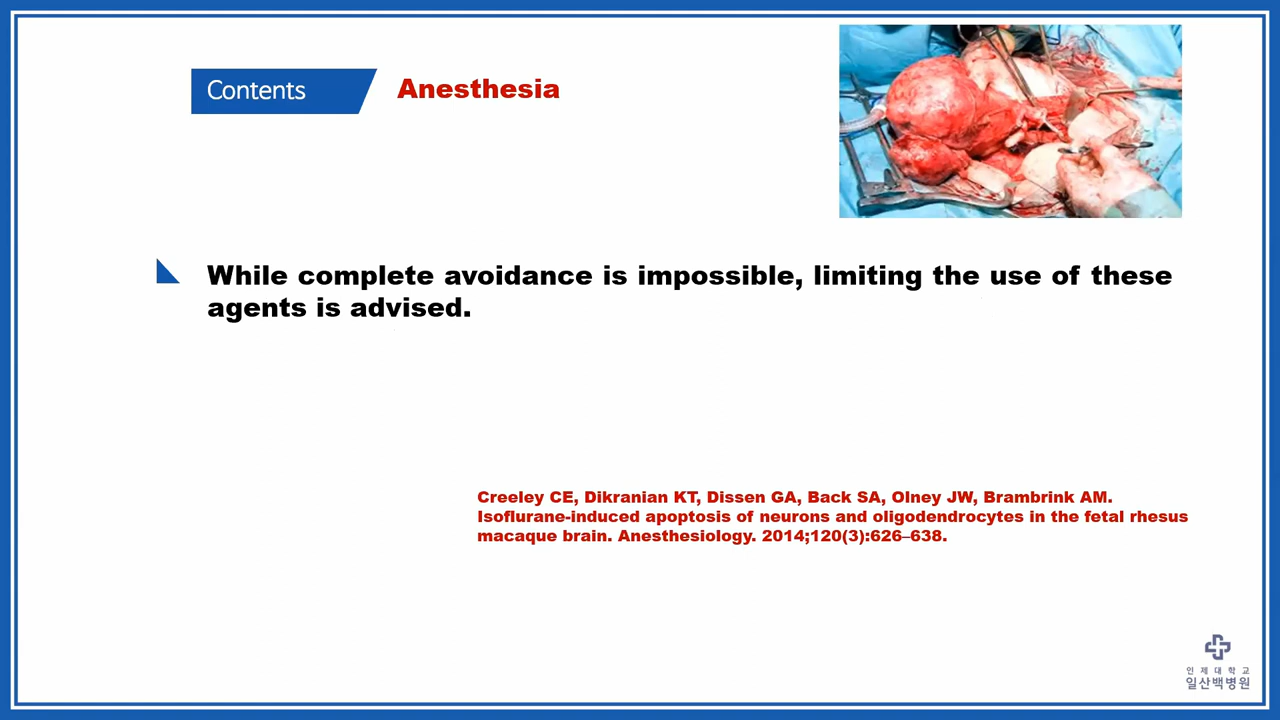 Contents
Anesthesia
While complete avoidance is impossible, limiting the use of these
agents is advised.
Creeley CE, Dikranian KT, Dissen GA, Back SA, Olney JW, Brambrink AM.
Isoflurane-induced apoptosis of neurons and oligodendrocytes in the fetal rhesus
macaque brain. Anesthesiology. 2014;120(3):626–638.
인제대학교
일산백병원